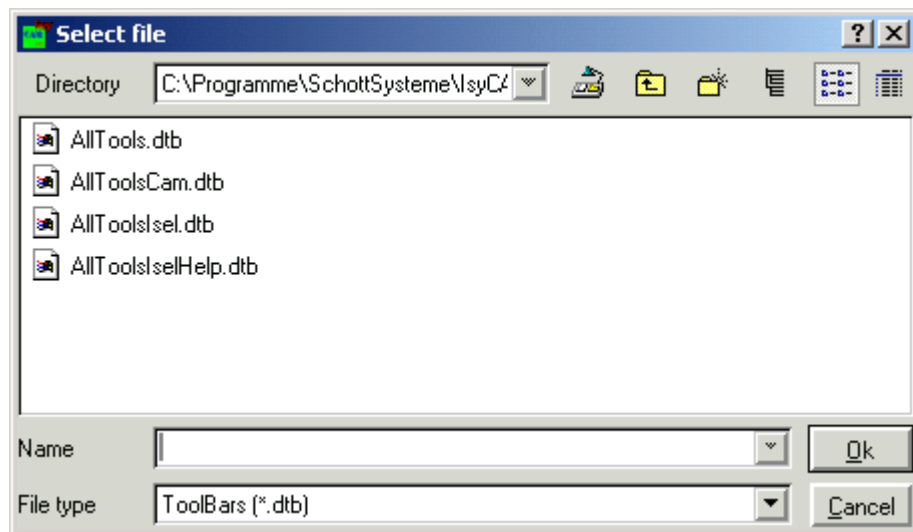 Select file
Directory C:\Programme\SchottSysteme\IsyCA
AllTools.dtb
AllToolsCam.dtb
AllToolsIsel.dtb
AllToolsIselHelp.dtb
Name Ok
File type ToolBars (*.dtb) Cancel